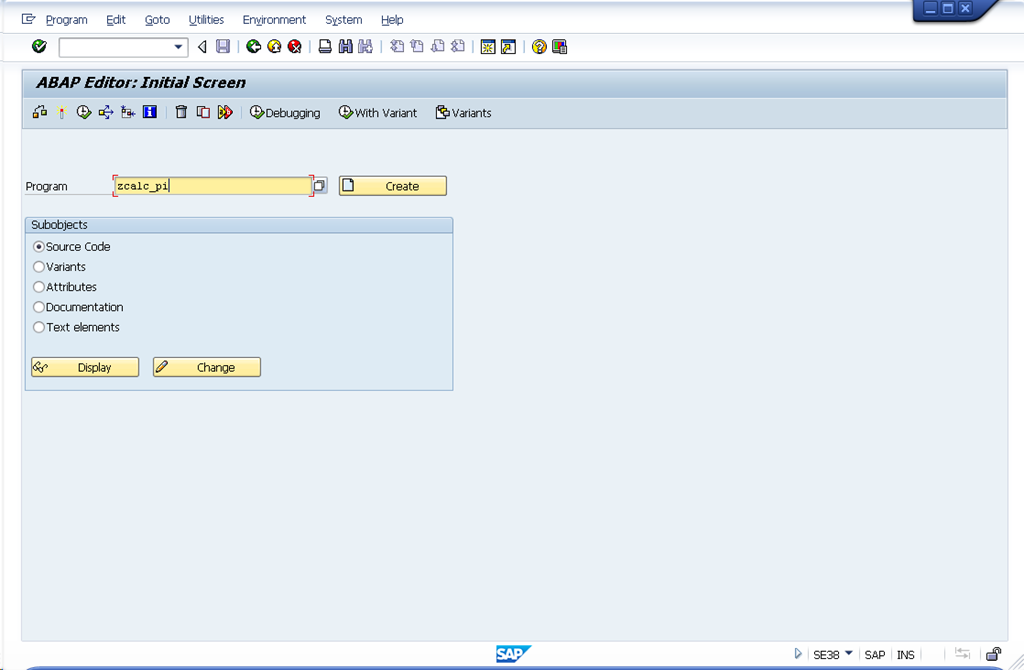 Program Edit Goto Utilities Environment System Help
ABAP Editor: Initial Screen
Debugging With Variant Variants
Program zcalc_pi Create
Subobjects
Source Code
Variants
Attributes
Documentation
Text elements
Display Change
SAP SE38 SAP INS